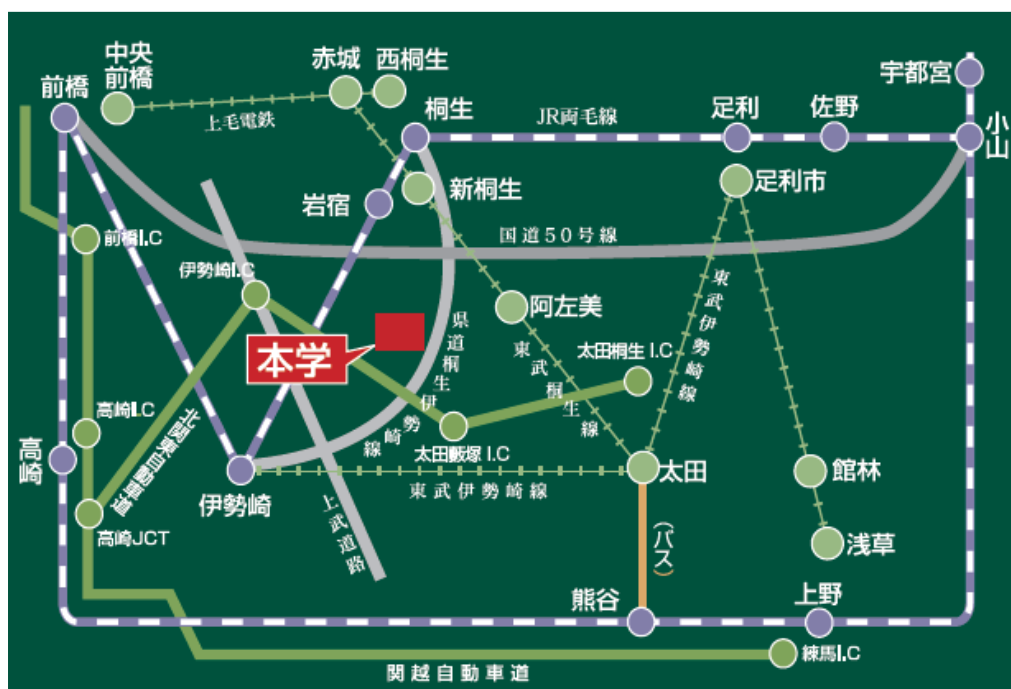 中央
前橋
赤城
西桐生
宇都宮
前橋
上毛電鉄
桐生
JR両毛線
足利
佐野
小山
新桐生
足利市
岩宿
前橋I.C
国道50号線
伊勢崎I.C
東武伊勢崎線
阿左美
県道桐生伊勢崎線
本学
東武桐生線
太田桐生I.C
高崎I.C
北関東自動車道
太田藪塚I.C
高崎
伊勢崎
東武伊勢崎線
太田
館林
上武道路
高崎JCT
(バス)
浅草
熊谷
上野
練馬I.C
関越自動車道